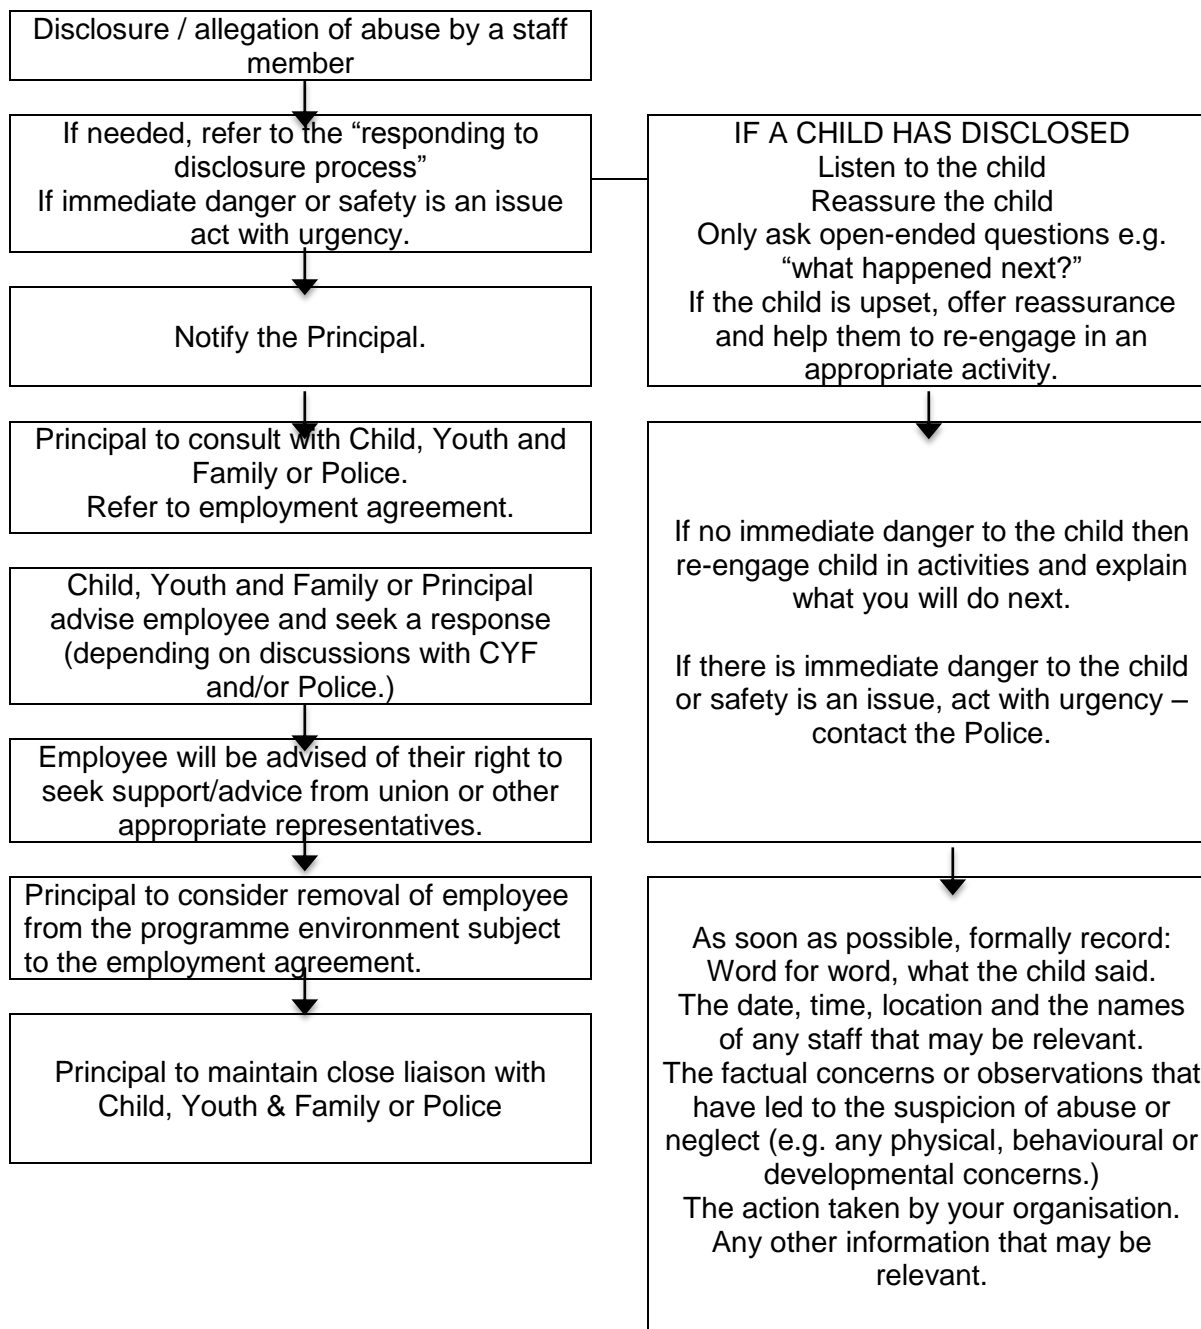 Disclosure / allegation of abuse by a staff
member
If needed, refer to the “responding to
disclosure process”
If immediate danger or safety is an issue
act with urgency.
Notify the Principal.
Principal to consult with Child, Youth and
Family or Police.
Refer to employment agreement.
Child, Youth and Family or Principal
advise employee and seek a response
(depending on discussions with CYF
and/or Police.)
Employee will be advised of their right to
seek support/advice from union or other
appropriate representatives.
Principal to consider removal of employee
from the programme environment subject
to the employment agreement.
Principal to maintain close liaison with
Child, Youth & Family or Police
IF A CHILD HAS DISCLOSED
Listen to the child
Reassure the child
Only ask open-ended questions e.g.
“what happened next?”
If the child is upset, offer reassurance
and help them to re-engage in an
appropriate activity.
If no immediate danger to the child then
re-engage child in activities and explain
what you will do next.
If there is immediate danger to the child
or safety is an issue, act with urgency –
contact the Police.
As soon as possible, formally record:
Word for word, what the child said.
The date, time, location and the names
of any staff that may be relevant.
The factual concerns or observations that
have led to the suspicion of abuse or
neglect (e.g. any physical, behavioural or
developmental concerns.)
The action taken by your organisation.
Any other information that may be
relevant.